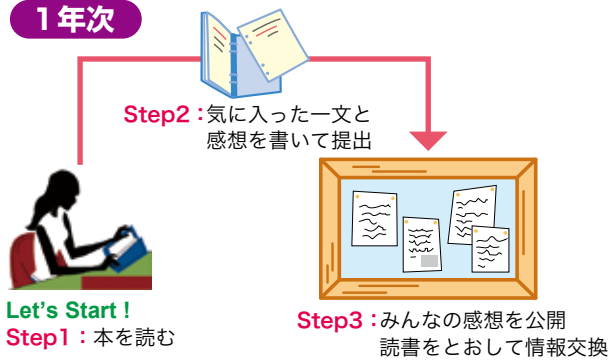 1年次
Let's Start !
Step1：本を読む
Step2：気に入った一文と
感想を書いて提出
Step3：みんなの感想を公開
読書をとおして情報交換